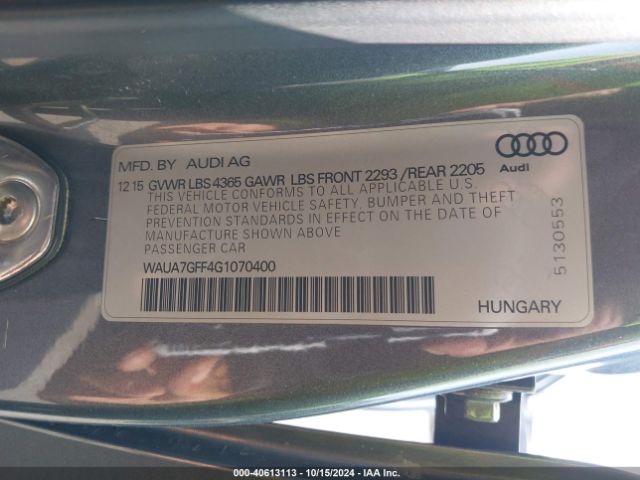 MFD. BY AUDI AG
Audi
12 15 GVWR LBS 4365 GAWR LBS FRONT 2293 /REAR 2205
THIS VEHICLE CONFORMS TO ALL APPLICABLE U.S.
FEDERAL MOTOR VEHICLE SAFETY, BUMPER AND THEFT
PREVENTION STANDARDS IN EFFECT ON THE DATE OF
MANUFACTURE SHOWN ABOVE
PASSENGER CAR
WAUA7GFF4G1070400
5130553
HUNGARY
000-40613113 - 10/15/2024 - IAA Inc.